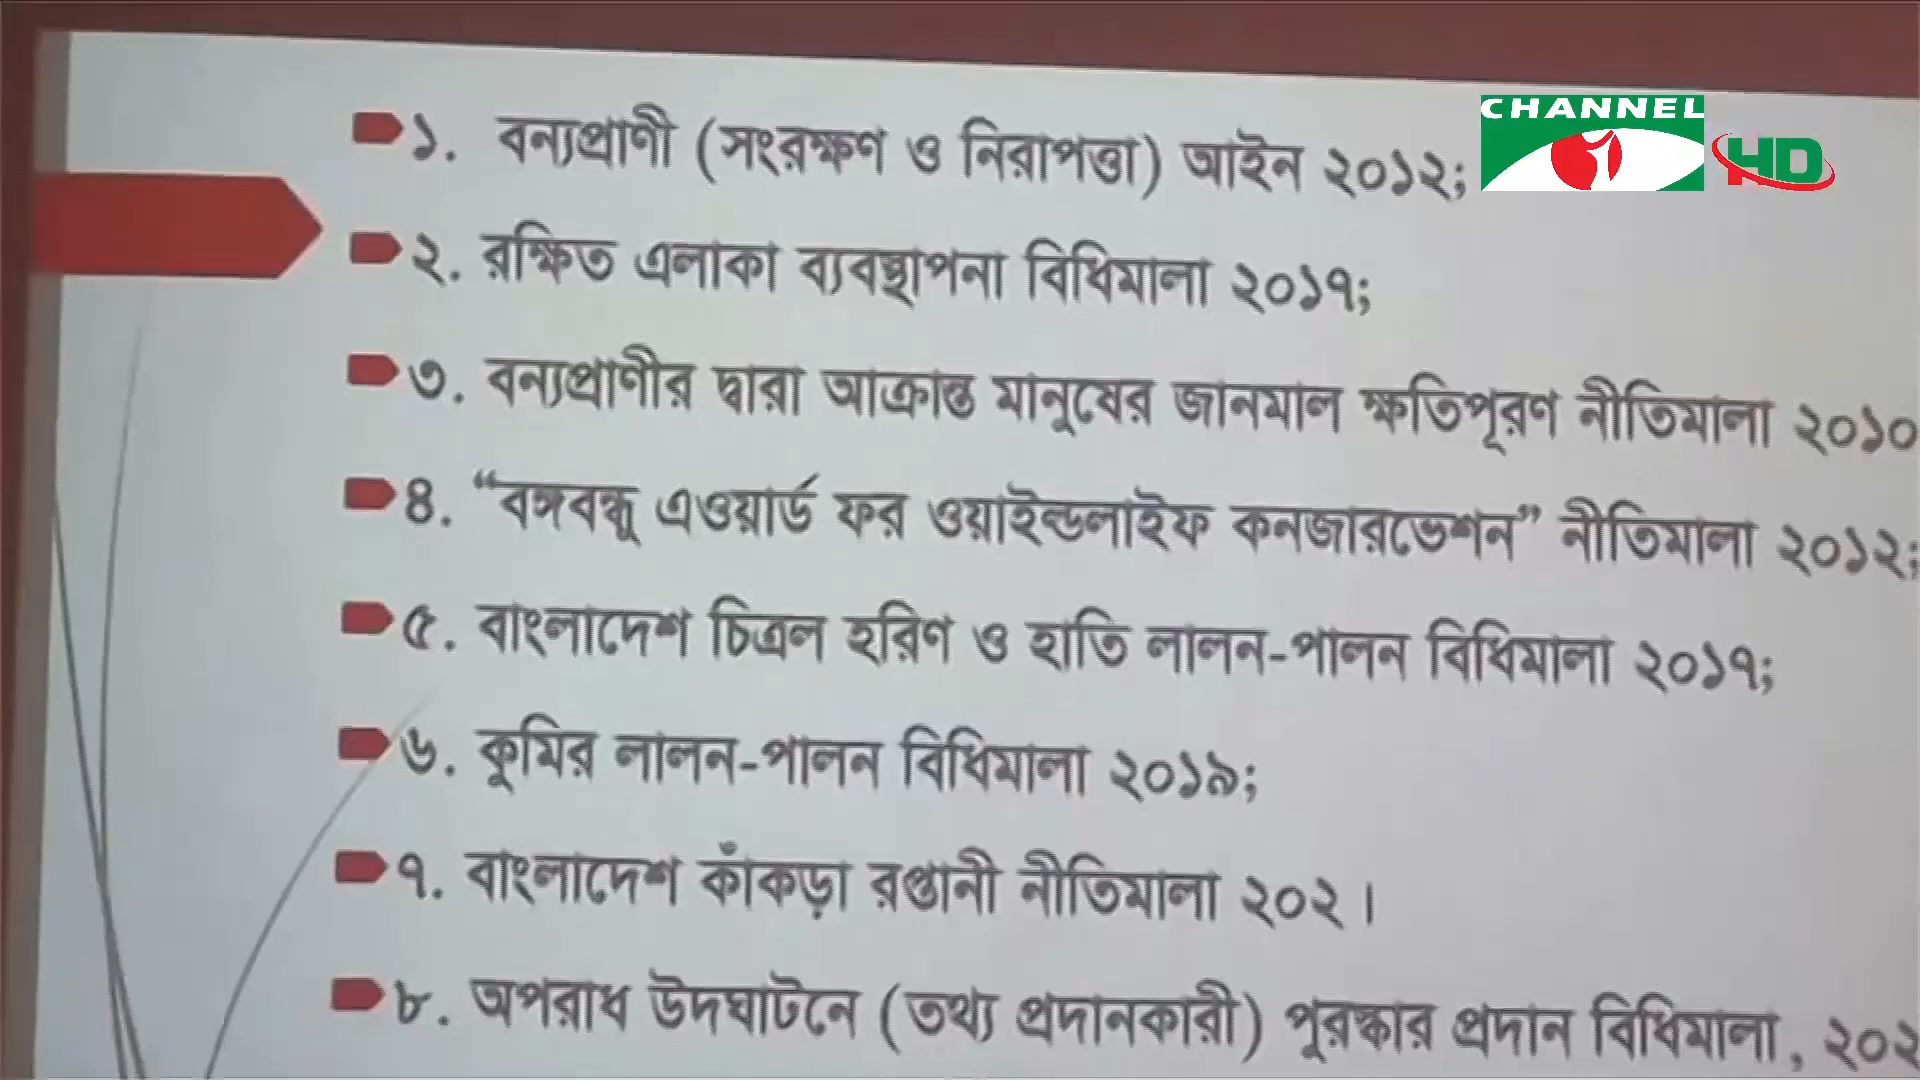 ১. বন্যপ্রাণী (সংরক্ষণ ও নিরাপত্তা) আইন ২০১২;
CHANNEL
i
HD
২. রক্ষিত এলাকা ব্যবস্থাপনা বিধিমালা ২০১৭;
৩. বন্যপ্রাণীর দ্বারা আক্রান্ত মানুষের জানমাল ক্ষতিপূরণ নীতিমালা ২০১০
৪. “বঙ্গবন্ধু এওয়ার্ড ফর ওয়াইল্ডলাইফ কনজারভেশন” নীতিমালা ২০১২;
৫. বাংলাদেশ চিত্রল হরিণ ও হাতি লালন-পালন বিধিমালা ২০১৭;
৬. কুমির লালন-পালন বিধিমালা ২০১৯;
৭. বাংলাদেশ কাঁকড়া রপ্তানী নীতিমালা ২০২।
৮. অপরাধ উদঘাটনে (তথ্য প্রদানকারী) পুরস্কার প্রদান বিধিমালা, ২০২